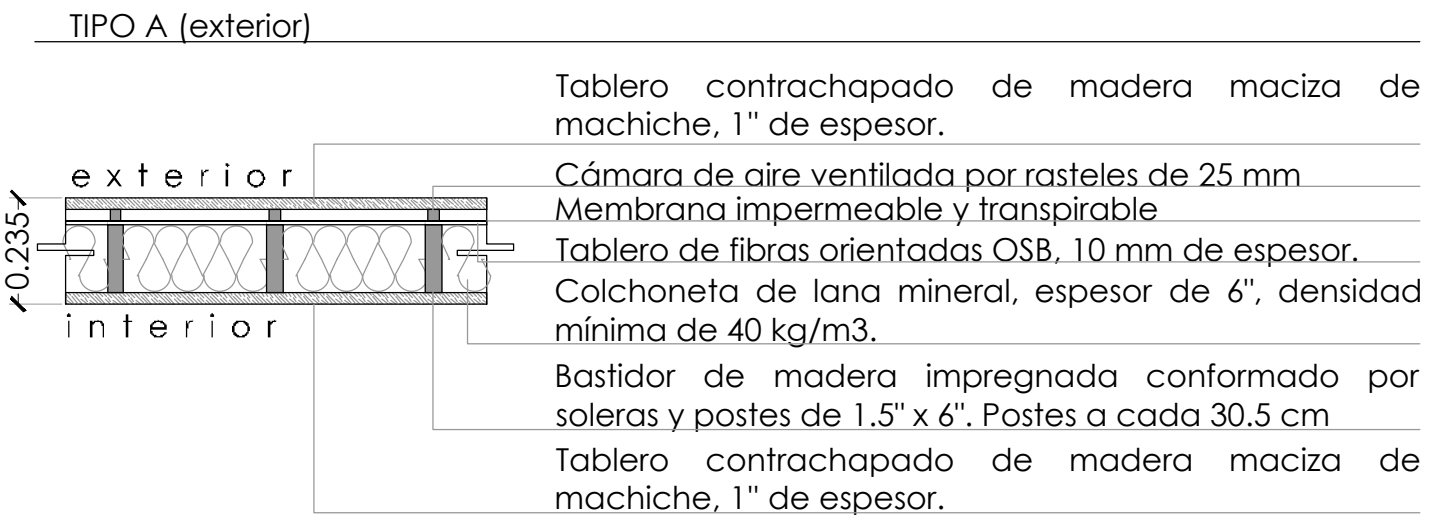 TIPO A (exterior)
Tablero contrachapado de madera maciza de
machiche, 1" de espesor.
exterior
Cámara de aire ventilada por rasteles de 25 mm
Membrana impermeable y transpirable
0.235
Tablero de fibras orientadas OSB, 10 mm de espesor.
Colchoneta de lana mineral, espesor de 6", densidad
interior
mínima de 40 kg/m3.
Bastidor de madera impregnada conformado por
soleras y postes de 1.5" x 6". Postes a cada 30.5 cm
Tablero contrachapado de madera maciza de
machiche, 1" de espesor.